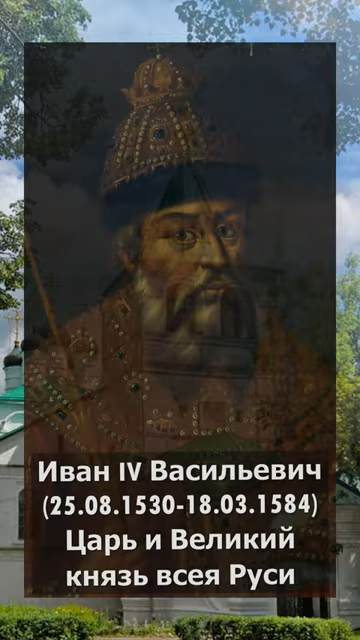 Иван IV Васильевич
(25.08.1530-18.03.1584)
Царь и Великий
князь всея Руси